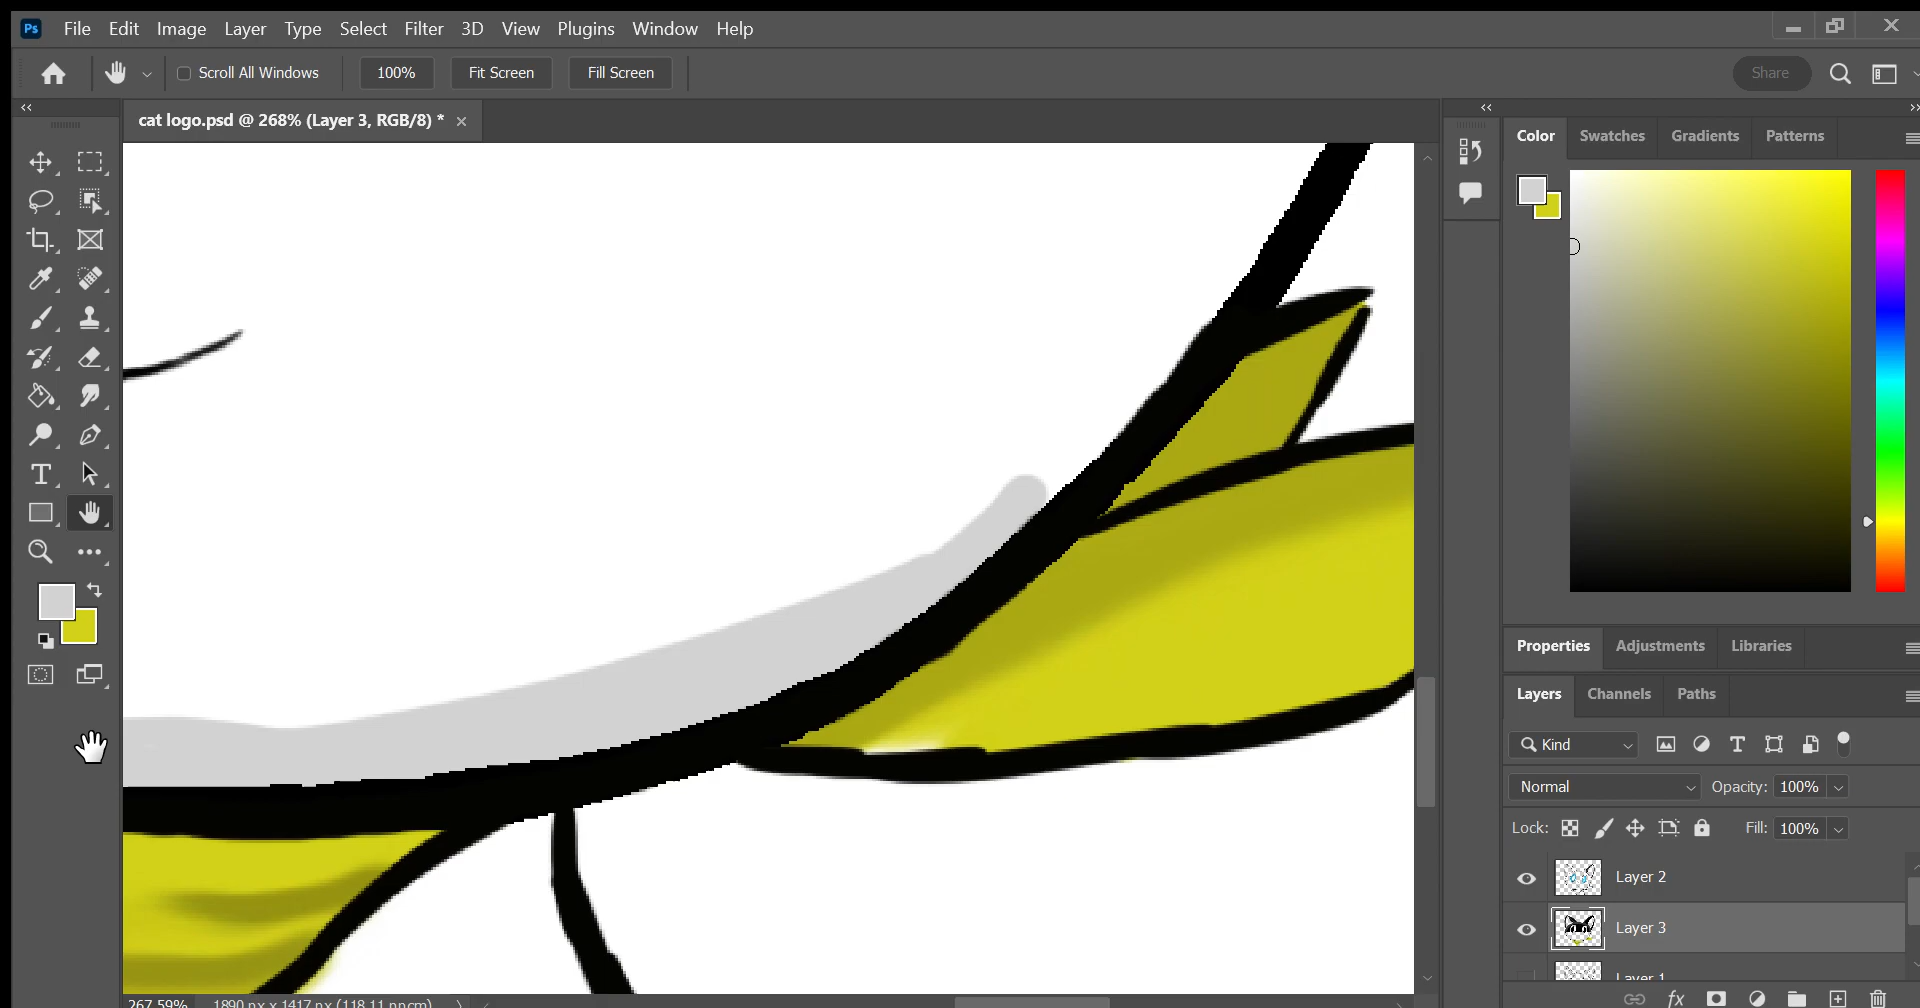 Ps File Edit Image Layer Type Select Filter 3D View Plugins Window Help
Scroll All Windows 100% Fit Screen Fill Screen Share
cat logo.psd @ 268% (Layer 3, RGB/8) *
Color Swatches Gradients Patterns
Properties Adjustments Libraries
Layers Channels Paths
Kind
Normal Opacity: 100%
Lock: Fill: 100%
Layer 2
Layer 3
Layer 1
267.59% 1890 px x 1417 px (118.11 ppcm)
fx